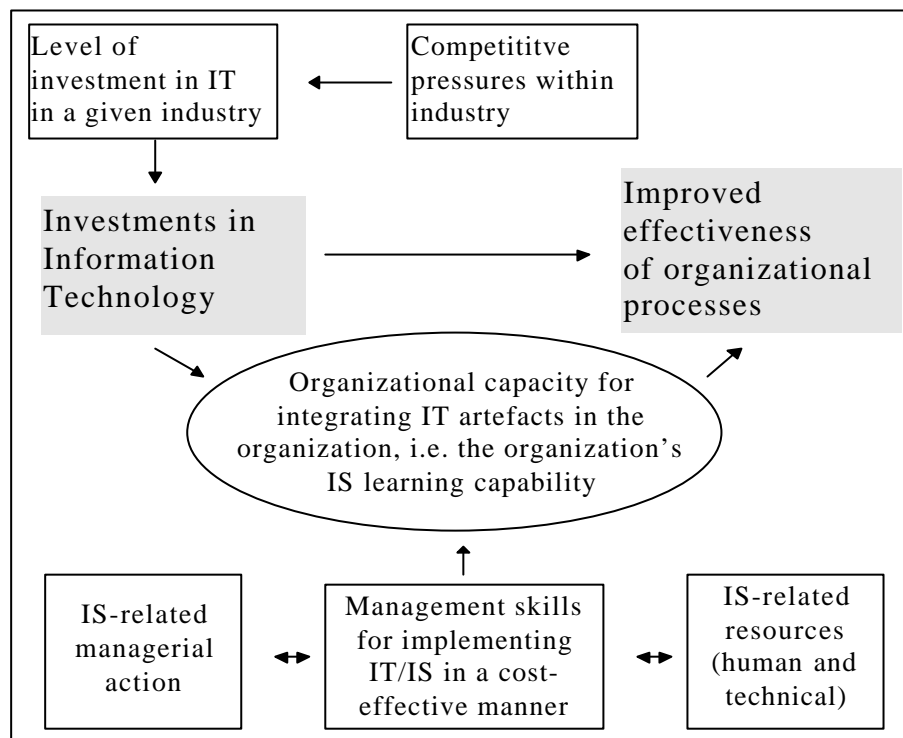 Level of
investment in IT
in a given industry
Competititve
pressures within
industry
Investments in
Information
Technology
Improved
effectiveness
of organizational
processes
Organizational capacity for
integrating IT artefacts in the
organization, i.e. the organization’s
IS learning capability
IS-related
managerial
action
Management skills
for implementing
IT/IS in a cost-
effective manner
IS-related
resources
(human and
technical)